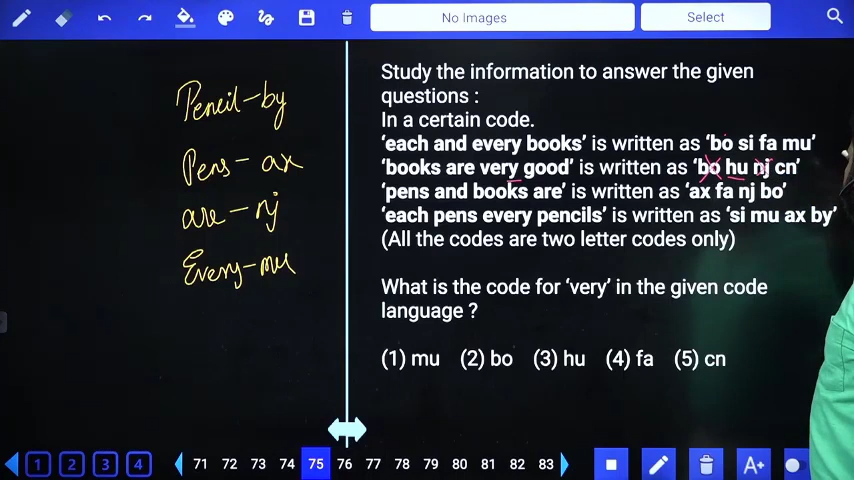 No Images
Select
Pencil-by
Pens- ax
are-nj
Every-mu
Study the information to answer the given
questions :
In a certain code.
‘each and every books’ is written as ‘bo si fa mu’
‘books are very good’ is written as ‘bo hu nj cn’
‘pens and books are’ is written as ‘ax fa nj bo’
‘each pens every pencils’ is written as ‘si mu ax by’
(All the codes are two letter codes only)
What is the code for ‘very’ in the given code
language ?
(1) mu (2) bo (3) hu (4) fa (5) cn
1 2 3 4 71 72 73 74 75 76 77 78 79 80 81 82 83 A+